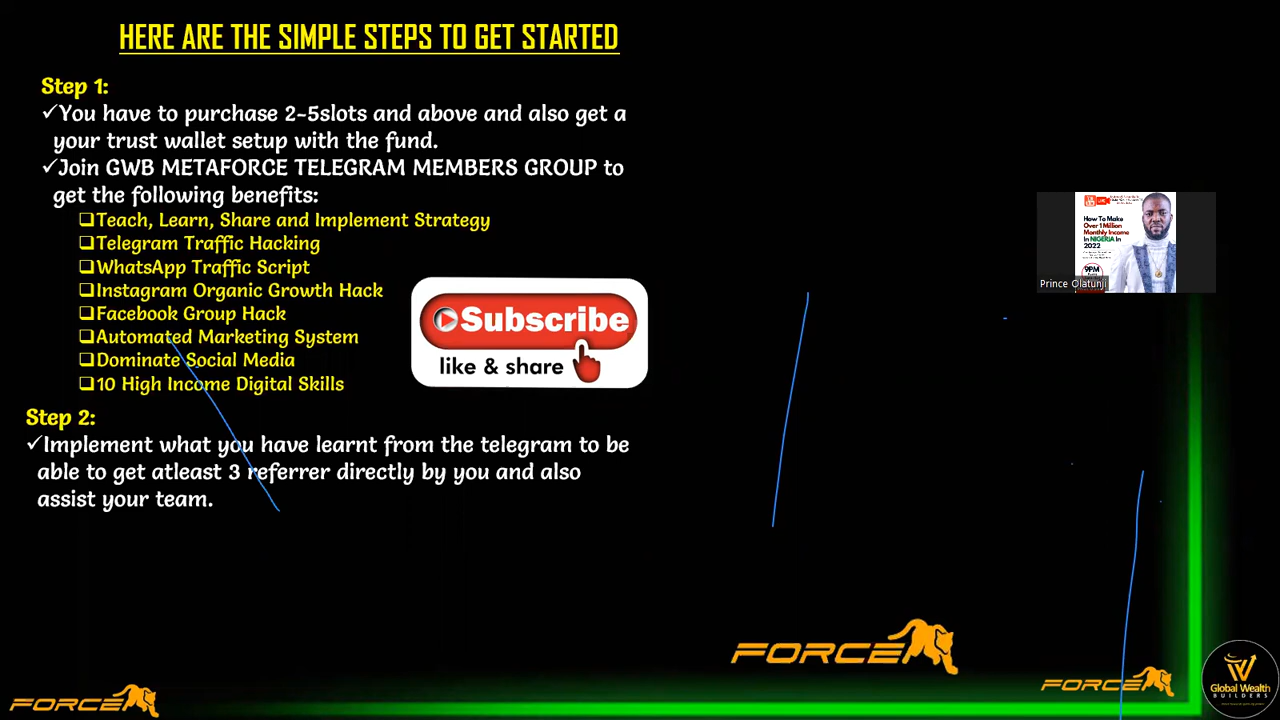 HERE ARE THE SIMPLE STEPS TO GET STARTED
Step 1:
✓You have to purchase 2-5slots and above and also get a
your trust wallet setup with the fund.
✓Join GWB METAFORCE TELEGRAM MEMBERS GROUP to
get the following benefits:
❑Teach, Learn, Share and Implement Strategy
❑Telegram Traffic Hacking
❑WhatsApp Traffic Script
❑Instagram Organic Growth Hack
❑Facebook Group Hack
❑Automated Marketing System
❑Dominate Social Media
❑10 High Income Digital Skills
Subscribe
like & share
Step 2:
✓Implement what you have learnt from the telegram to be
able to get atleast 3 referrer directly by you and also
assist your team.
How To Make
Over 1 Million
Monthly Income
In NIGERIA In
2022
9PM
Prince Olatunji
FORCE
FORCE
FORCE
Global Wealth
BUILDERS